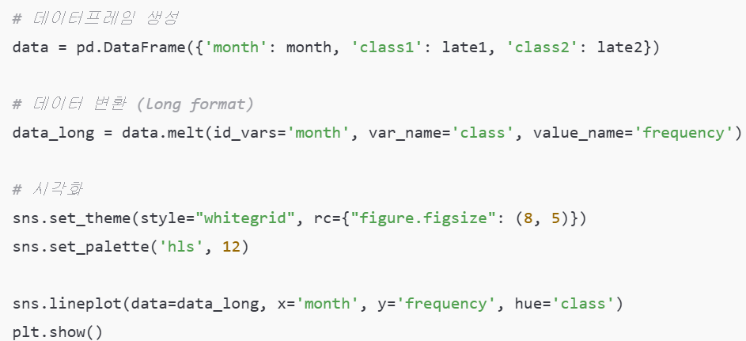 # 데이터프레임 생성
data = pd.DataFrame({'month': month, 'class1': late1, 'class2': late2})
# 데이터 변환 (long format)
data_long = data.melt(id_vars='month', var_name='class', value_name='frequency')
# 시각화
sns.set_theme(style="whitegrid", rc={"figure.figsize": (8, 5)})
sns.set_palette('hls', 12)
sns.lineplot(data=data_long, x='month', y='frequency', hue='class')
plt.show()